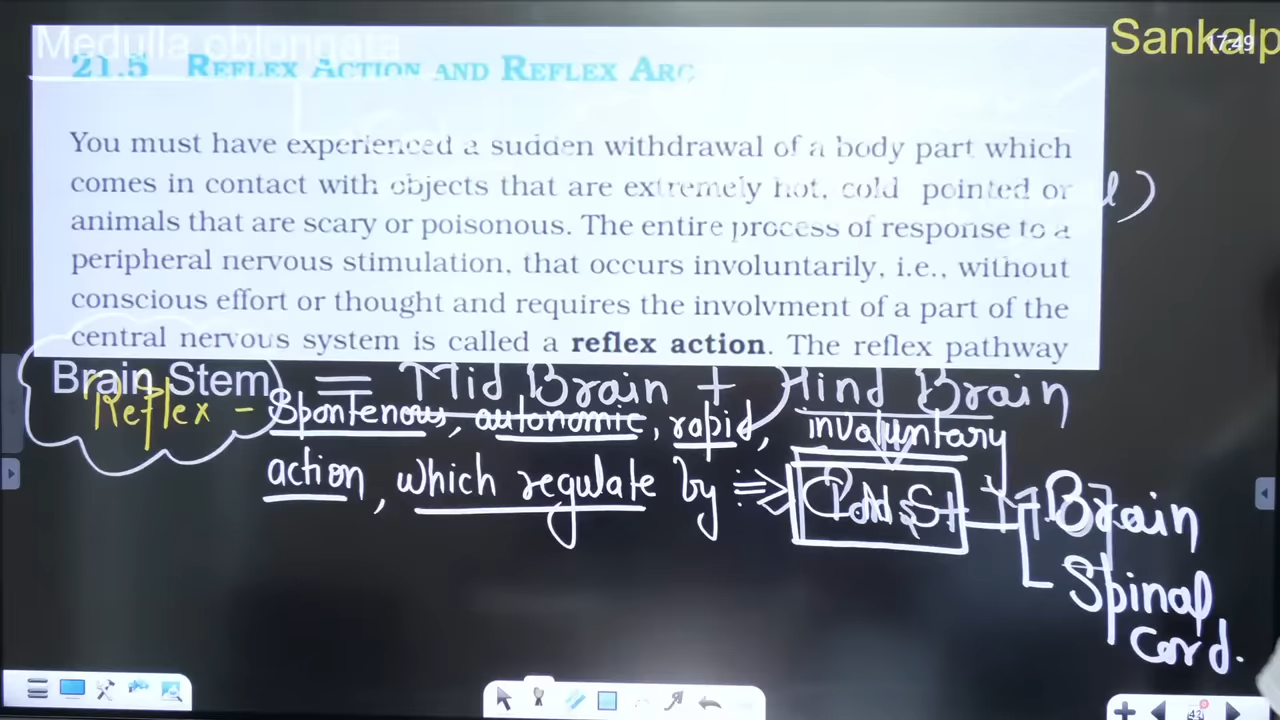 Medulla oblongata
Sankalp
17:49
21.5 REFLEX ACTION AND REFLEX ARC
You must have experienced a sudden withdrawal of a body part which
comes in contact with objects that are extremely hot, cold pointed or
animals that are scary or poisonous. The entire process of response to a
peripheral nervous stimulation, that occurs involuntarily, i.e., without
conscious effort or thought and requires the involvment of a part of the
central nervous system is called a reflex action. The reflex pathway
Brain Stem = Mid Brain + Hind Brain
Reflex - Spontenous, autonomic, rapid, involuntary
action, which regulate by ⇒ C.N.S
Brain
Spinal
cord.